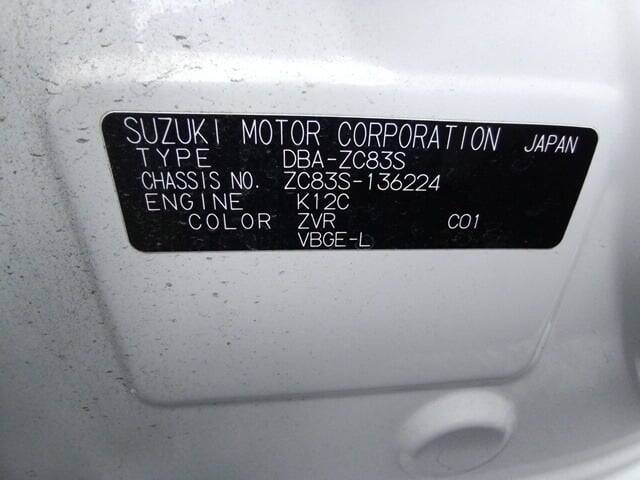 SUZUKI MOTOR CORPORATION JAPAN
TYPE DBA-ZC83S
CHASSIS NO. ZC83S-136224
ENGINE K12C
COLOR ZVR C01
VBGE-L